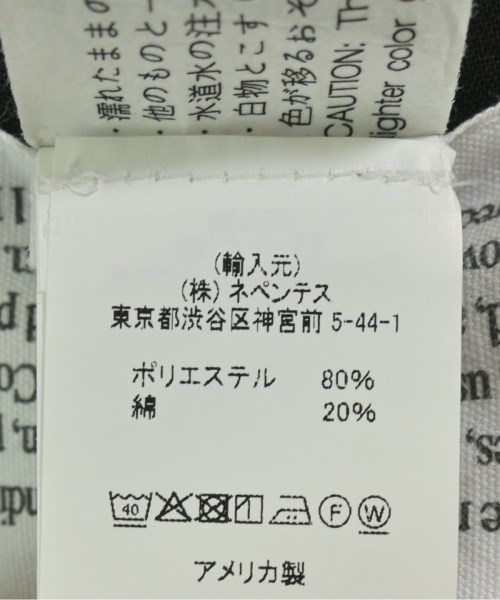 ・濡れたままの
・他のものと
・水道水の注
・白物とこす
色が移るおそ
CAUTION: Th
lighter color
(輸入元)
(株) ネペンテス
東京都渋谷区神宮前 5-44-1
ポリエステル 80%
綿 20%
40 F W
アメリカ製